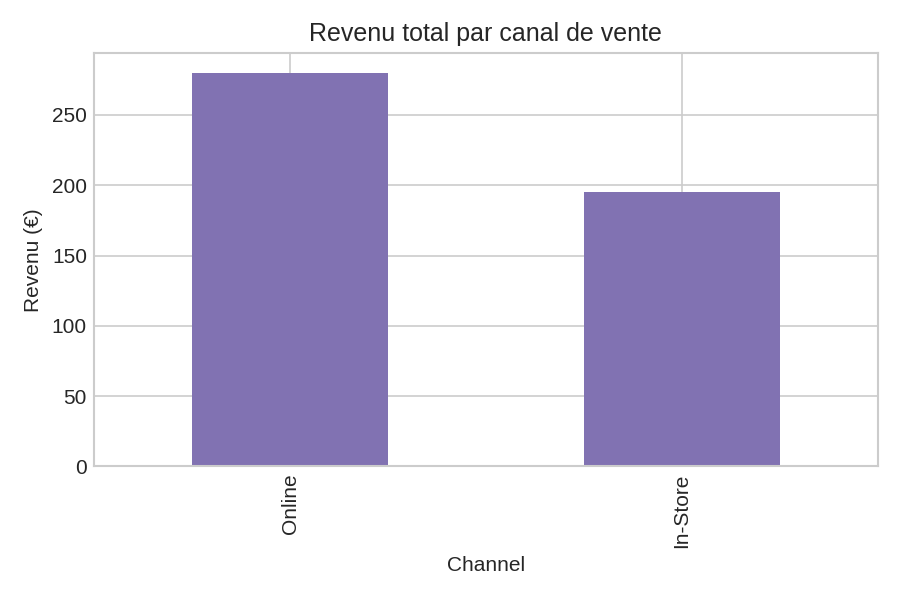 Revenu total par canal de vente
Revenu (€)
250
200
150
100
50
0
Online
In-Store
Channel